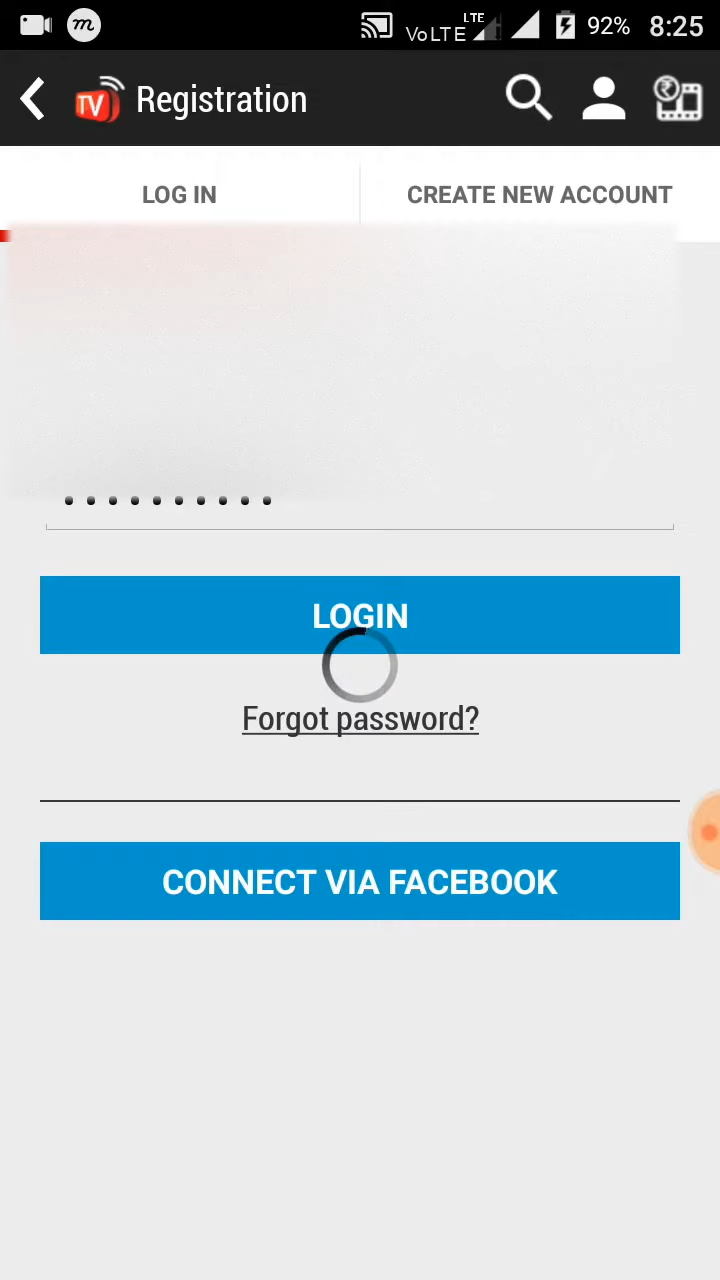 m
VoLTE LTE 92% 8:25
TV Registration
LOG IN
CREATE NEW ACCOUNT
LOGIN
Forgot password?
CONNECT VIA FACEBOOK